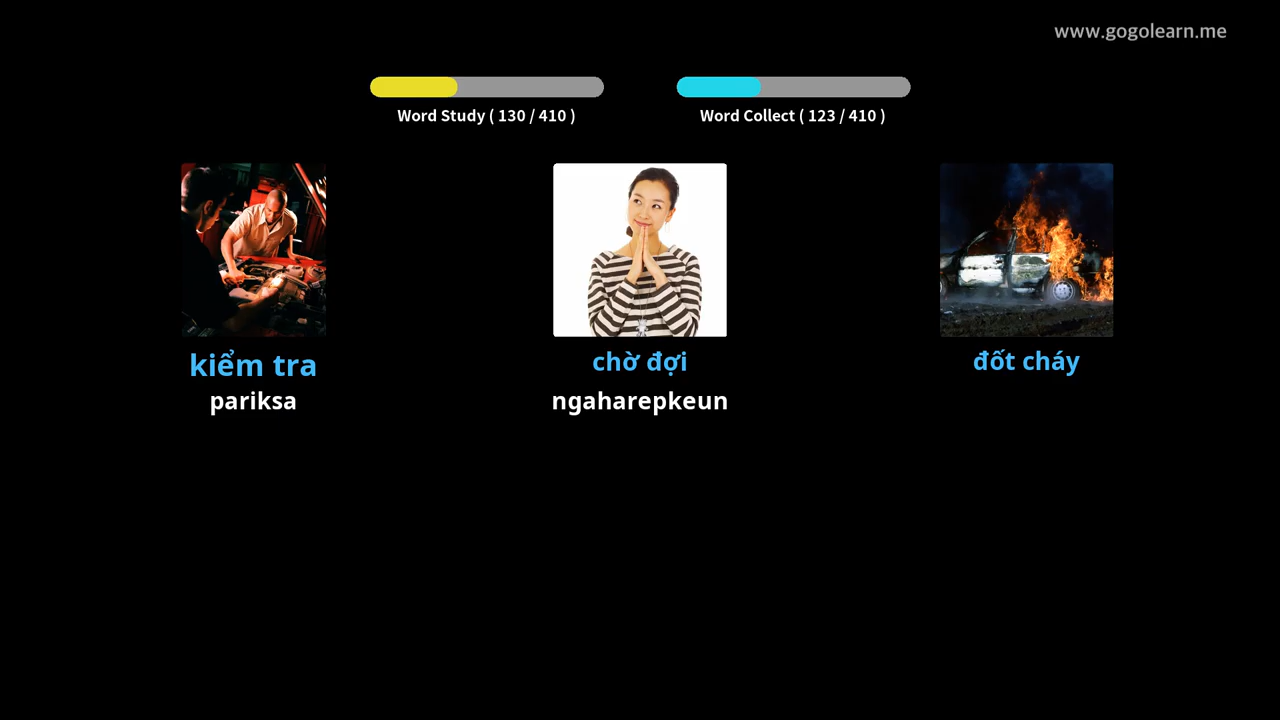 www.gogolearn.me
Word Study ( 130 / 410 )
Word Collect ( 123 / 410 )
kiểm tra
pariksa
chờ đợi
ngaharepkeun
đốt cháy